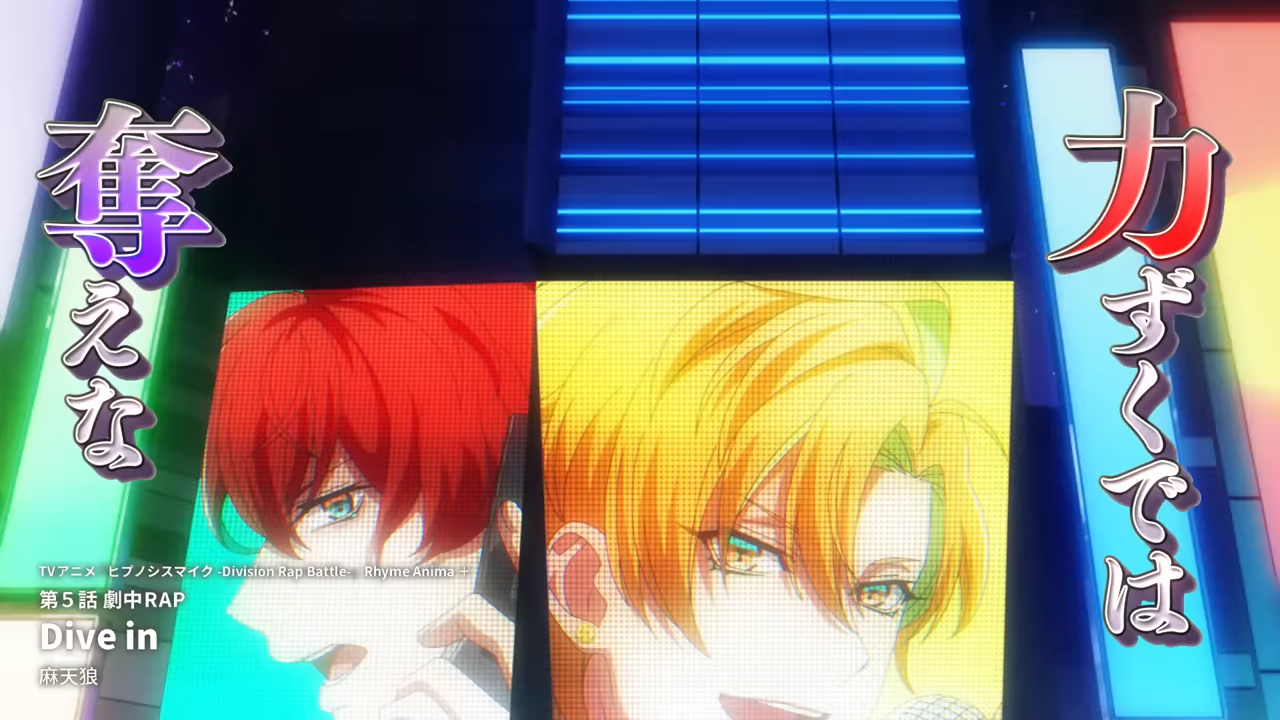 力ずくでは
奪えな
TVアニメ　ヒプノシスマイク -Division Rap Battle-　Rhyme Anima ＋
第５話 劇中RAP
Dive in
麻天狼